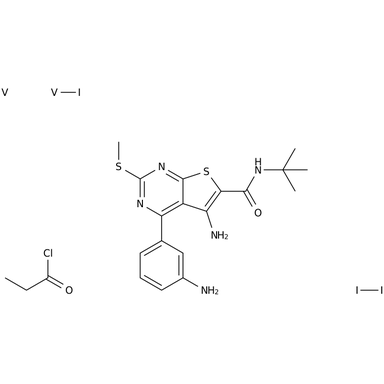 V V I
S N S H
N
N O
NH₂
Cl
O NH₂ I I